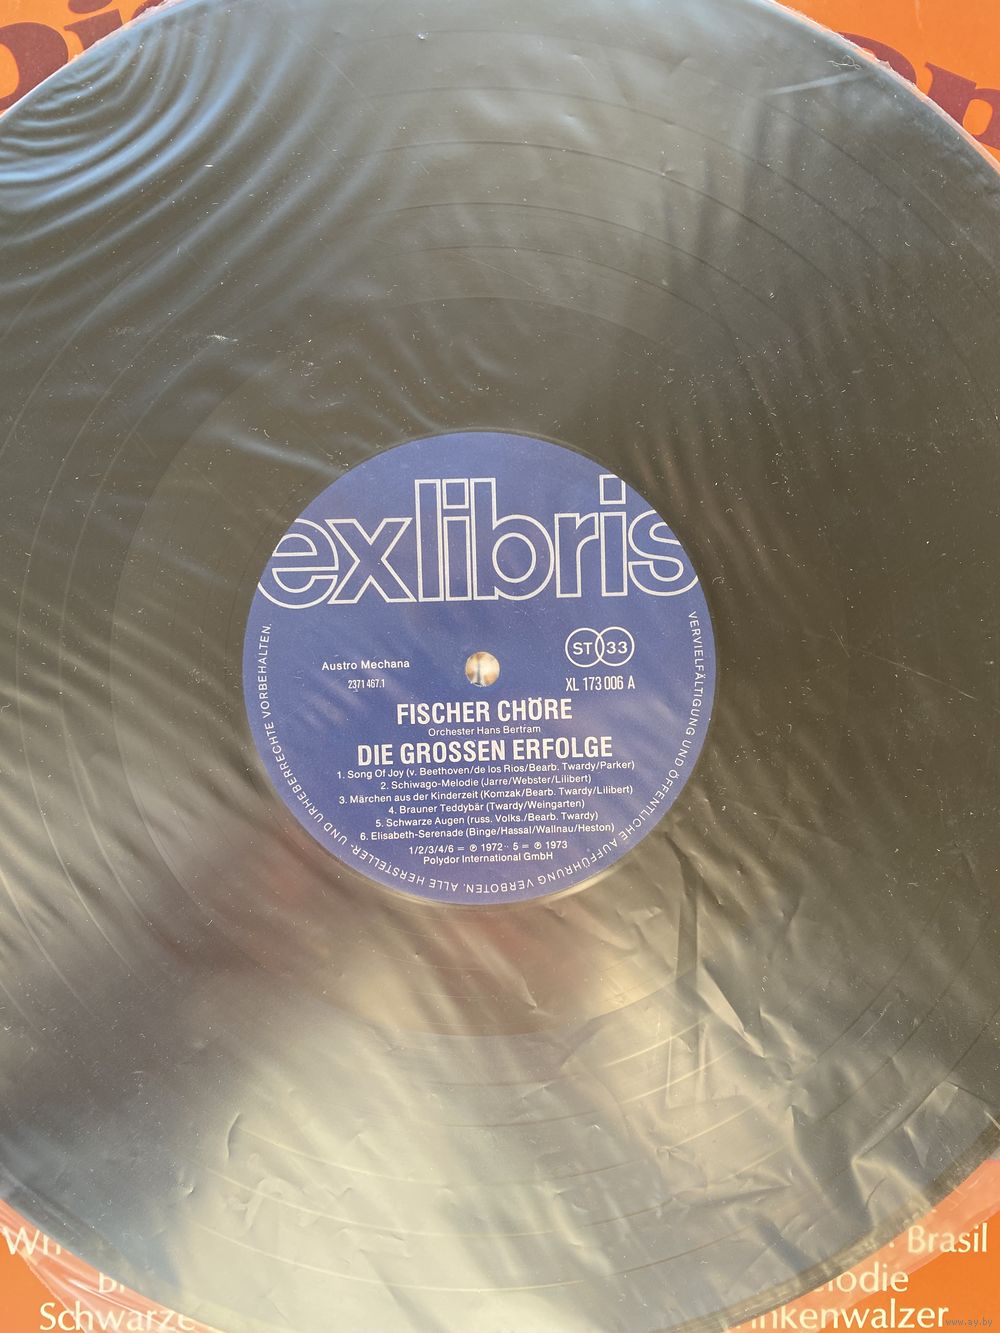 exlibris
Austro Mechana
2371 467.1
ST 33
XL 173 006 A
FISCHER CHÖRE
Orchester Hans Bertram
DIE GROSSEN ERFOLGE
1. Song Of Joy (v. Beethoven/de los Rios/Bearb. Twardy/Parker)
2. Schiwago-Melodie (Jarre/Webster/Lilibert)
3. Märchen aus der Kinderzeit (Komzak/Bearb. Twardy/Lilibert)
4. Brauner Teddybär (Twardy/Weingarten)
5. Schwarze Augen (russ. Volks./Bearb. Twardy)
6. Elisabeth-Serenade (Binge/Hassal/Wallnau/Heston)
1/2/3/4/6 = ℗ 1972 · 5 = ℗ 1973
Polydor International GmbH
ALLE HERSTELLER- UND URHEBERRECHTE VORBEHALTEN.
VERVIELFÄLTIGUNG UND ÖFFENTLICHE AUFFÜHRUNG VERBOTEN.
Brasil
Schwarze
www.ay.by